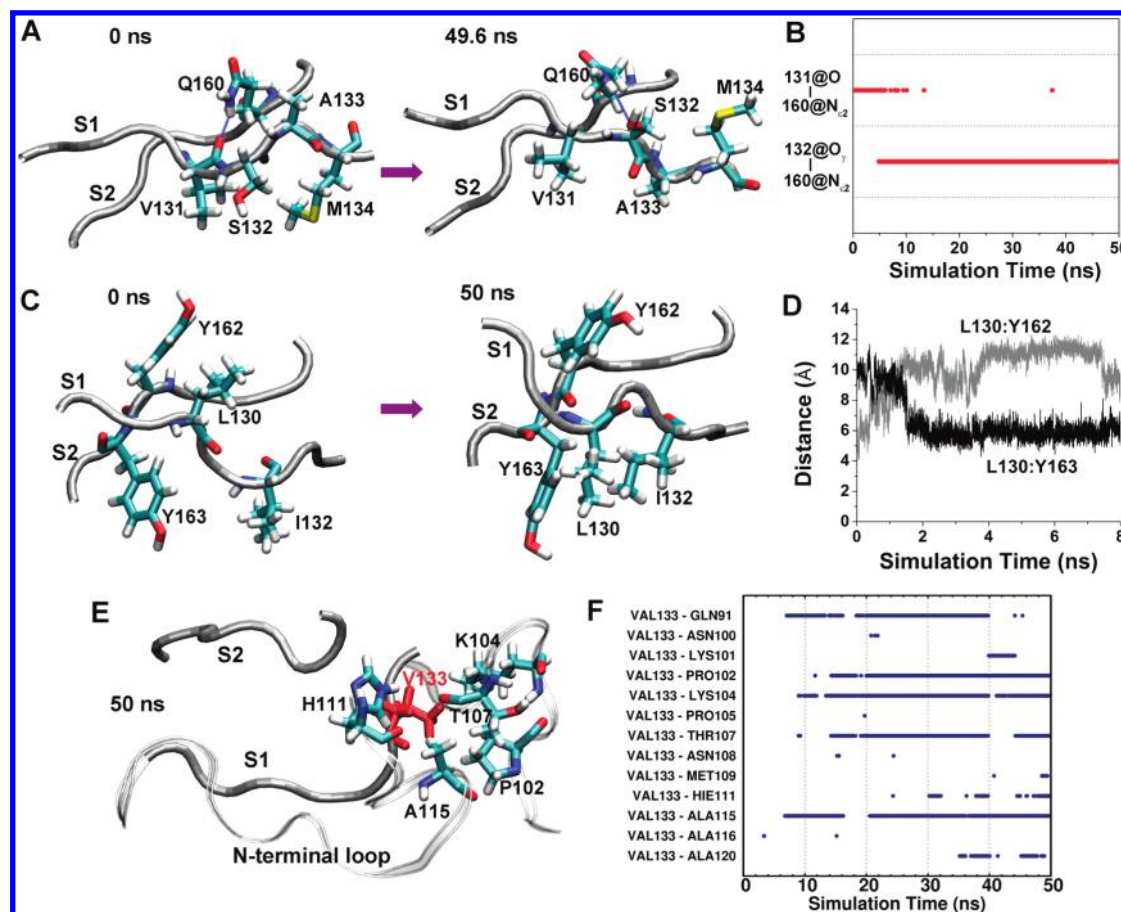 A
0 ns
Q160
A133
S1
S2
V131
S132
M134
49.6 ns
Q160
S132
M134
S1
S2
V131
A133
B
131@O
160@Nε2
132@Oγ
160@Nε2
0 10 20 30 40 50
Simulation Time (ns)
C
0 ns
Y162
S1
L130
S2
Y163
I132
50 ns
Y162
S1
S2
Y163
I132
L130
D
14
12
10
8
6
4
2
0
Distance (Å)
L130:Y162
L130:Y163
0 2 4 6 8
Simulation Time (ns)
E
S2
K104
V133
50 ns
H111
T107
S1
P102
A115
N-terminal loop
F
VAL133 - GLN91
VAL133 - ASN100
VAL133 - LYS101
VAL133 - PRO102
VAL133 - LYS104
VAL133 - PRO105
VAL133 - THR107
VAL133 - ASN108
VAL133 - MET109
VAL133 - HIE111
VAL133 - ALA115
VAL133 - ALA116
VAL133 - ALA120
0 10 20 30 40 50
Simulation Time (ns)